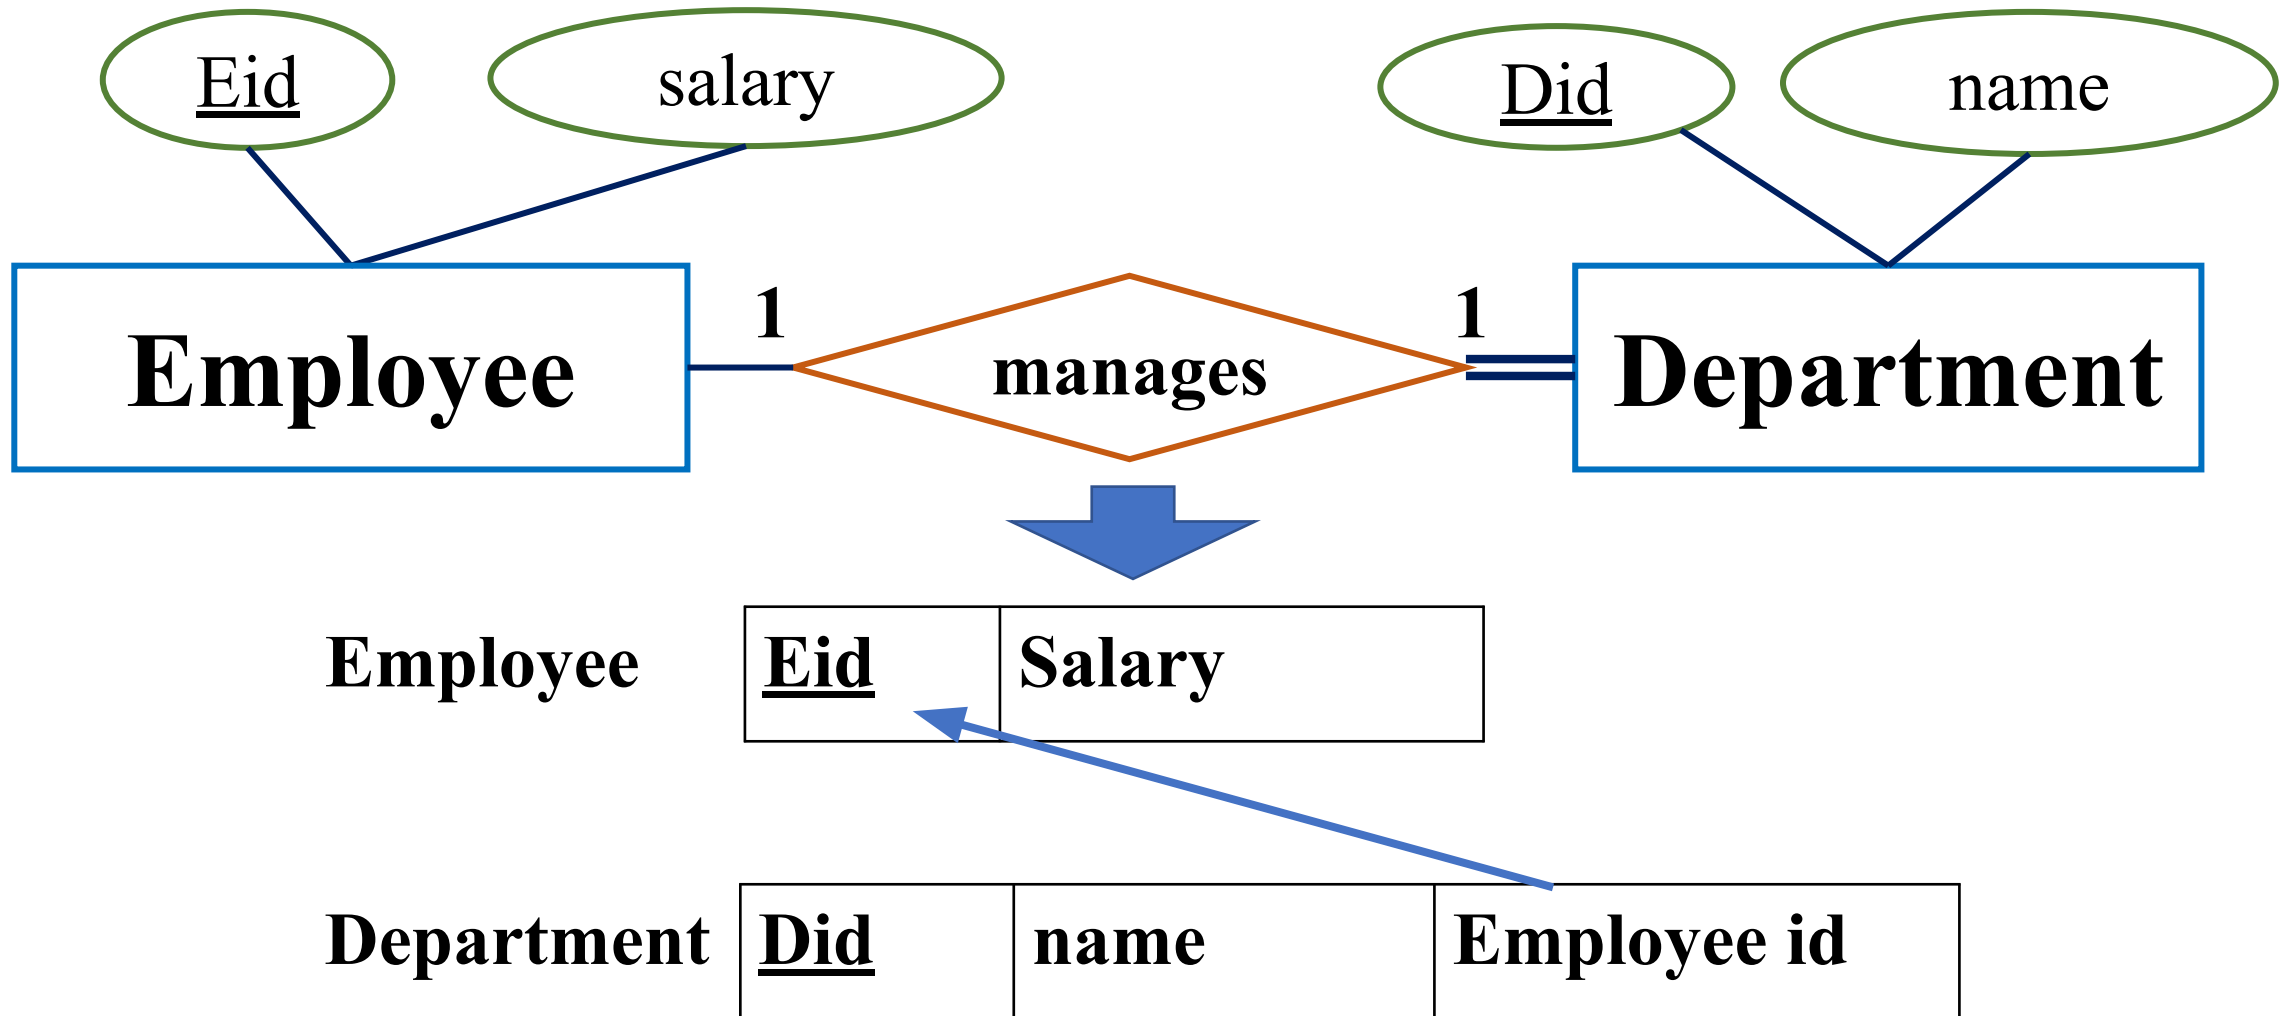 Eid salary Did name
1 1
Employee manages Department
Employee Eid Salary
Department Did name Employee id